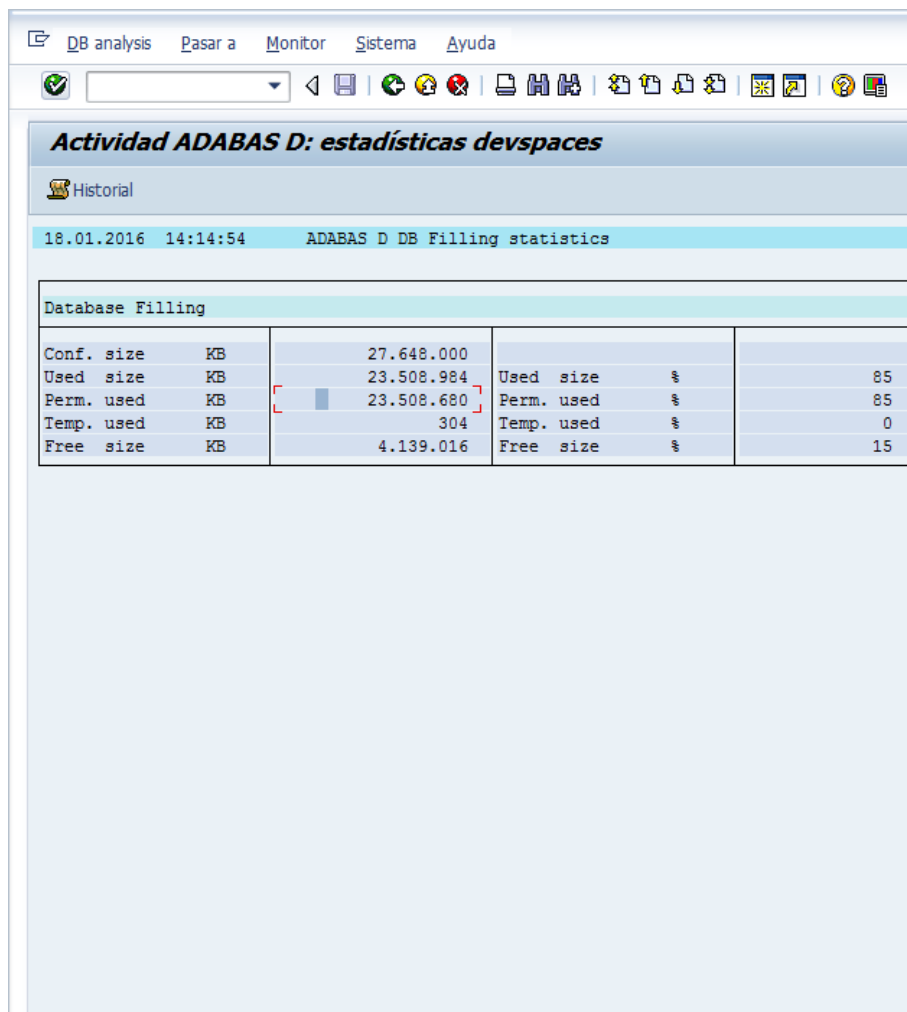 DB analysis Pasar a Monitor Sistema Ayuda
Actividad ADABAS D: estadísticas devspaces
Historial
18.01.2016 14:14:54 ADABAS D DB Filling statistics
Database Filling
Conf. size KB 27.648.000
Used size KB 23.508.984 Used size % 85
Perm. used KB 23.508.680 Perm. used % 85
Temp. used KB 304 Temp. used % 0
Free size KB 4.139.016 Free size % 15